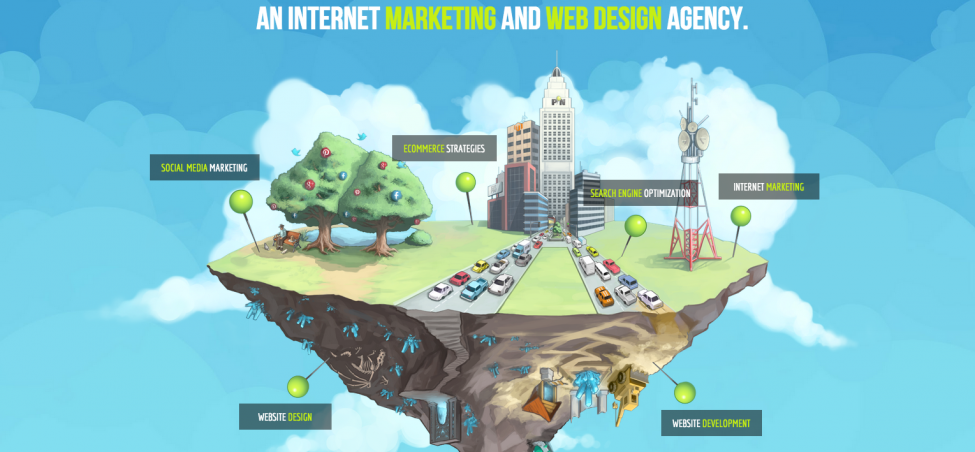 AN INTERNET MARKETING AND WEB DESIGN AGENCY.
ECOMMERCE STRATEGIES
SOCIAL MEDIA MARKETING
SEARCH ENGINE OPTIMIZATION
INTERNET MARKETING
WEBSITE DESIGN
WEBSITE DEVELOPMENT